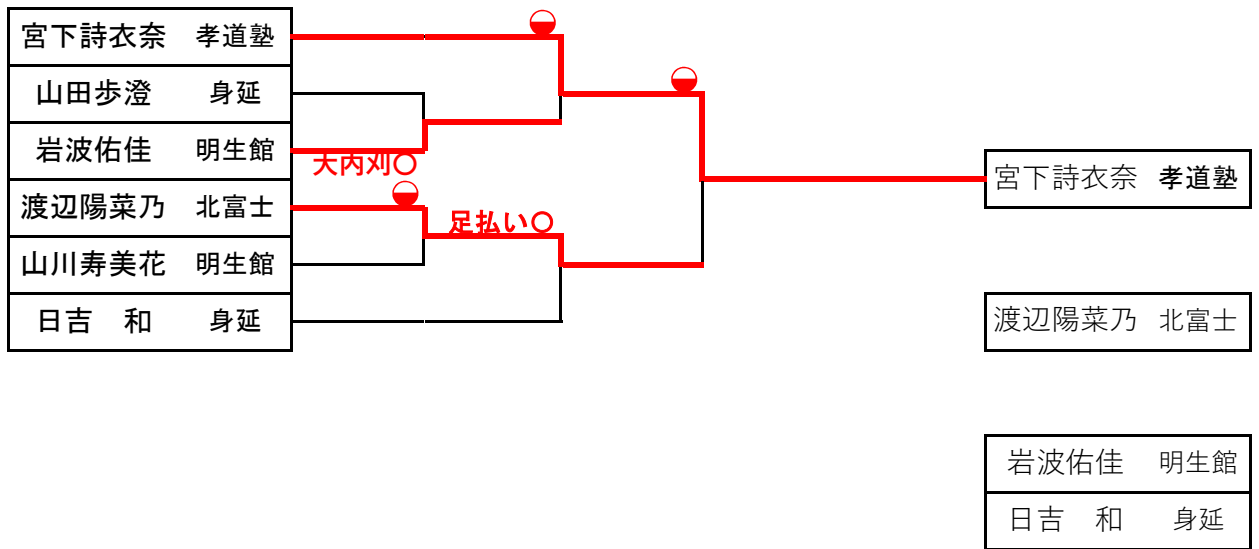 宮下詩衣奈　孝道塾
山田歩澄　身延
岩波佑佳　明生館
大内刈〇
渡辺陽菜乃　北富士
足払い〇
山川寿美花　明生館
日吉　和　身延
宮下詩衣奈　孝道塾
渡辺陽菜乃　北富士
岩波佑佳　明生館
日吉　和　身延